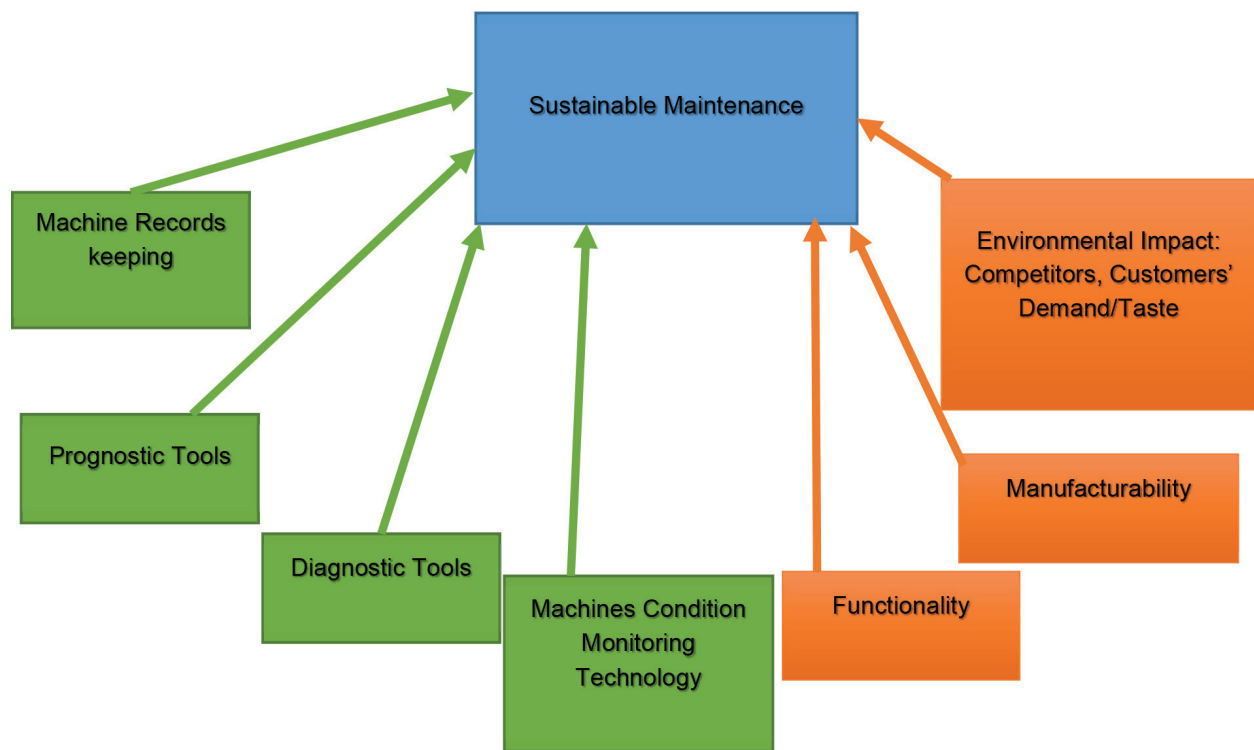 Sustainable Maintenance
Machine Records
keeping
Environmental Impact:
Competitors, Customers’
Demand/Taste
Prognostic Tools
Manufacturability
Diagnostic Tools
Machines Condition
Monitoring
Technology
Functionality